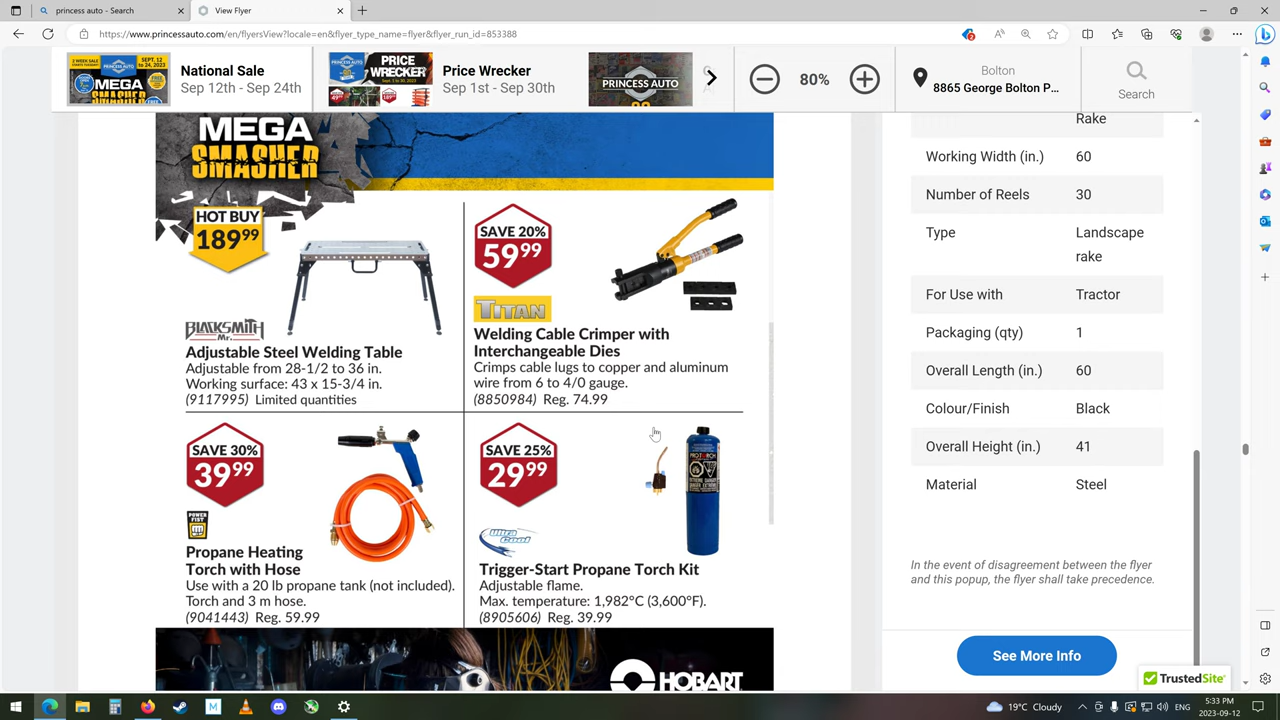 princess auto - Search
View Flyer
https://www.princessauto.com/en/flyersView?locale=en&flyer_type_name=flyer&flyer_run_id=853388
National Sale
Sep 12th - Sep 24th
Price Wrecker
Sep 1st - Sep 30th
PRICE
WRECKER
PRINCESS AUTO
80%
Bolton
8865 George Bolton P...
Search
MEGA
SMASHER
HOT BUY
189⁹⁹
Mr. BLACKSMITH
Adjustable Steel Welding Table
Adjustable from 28-1/2 to 36 in.
Working surface: 43 x 15-3/4 in.
(9117995) Limited quantities
SAVE 20%
59⁹⁹
TITAN
Welding Cable Crimper with
Interchangeable Dies
Crimps cable lugs to copper and aluminum
wire from 6 to 4/0 gauge.
(8850984) Reg. 74.99
SAVE 30%
39⁹⁹
POWER
FIST
Propane Heating
Torch with Hose
Use with a 20 lb propane tank (not included).
Torch and 3 m hose.
(9041443) Reg. 59.99
SAVE 25%
29⁹⁹
Ultra
Cool
Trigger-Start Propane Torch Kit
Adjustable flame.
Max. temperature: 1,982°C (3,600°F).
(8905606) Reg. 39.99
HOBART
Rake
Working Width (in.) 60
Number of Reels 30
Type Landscape
rake
For Use with Tractor
Packaging (qty) 1
Overall Length (in.) 60
Colour/Finish Black
Overall Height (in.) 41
Material Steel
In the event of disagreement between the flyer
and this popup, the flyer shall take precedence.
See More Info
TrustedSite
19°C Cloudy
5:33 PM
2023-09-12